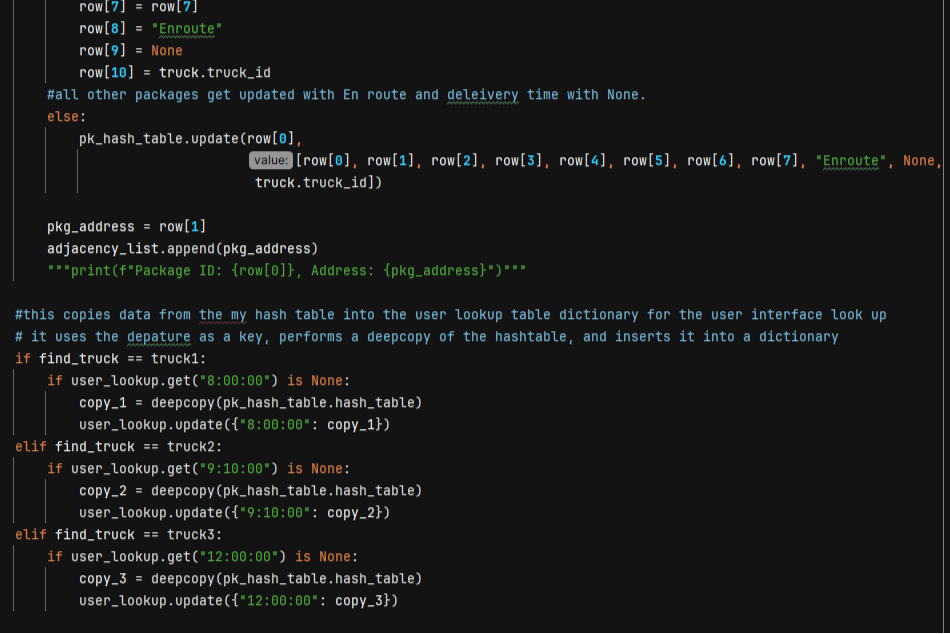 row[7] = row[7]
row[8] = "Enroute"
row[9] = None
row[10] = truck.truck_id
#all other packages get updated with En route and deleivery time with None.
else:
pk_hash_table.update(row[0],
value: [row[0], row[1], row[2], row[3], row[4], row[5], row[6], row[7], "Enroute", None,
truck.truck_id])
pkg_address = row[1]
adjacency_list.append(pkg_address)
"""print(f"Package ID: {row[0]}, Address: {pkg_address}")"""
#this copies data from the my hash table into the user lookup table dictionary for the user interface look up
# it uses the depature as a key, performs a deepcopy of the hashtable, and inserts it into a dictionary
if find_truck == truck1:
if user_lookup.get("8:00:00") is None:
copy_1 = deepcopy(pk_hash_table.hash_table)
user_lookup.update({"8:00:00": copy_1})
elif find_truck == truck2:
if user_lookup.get("9:10:00") is None:
copy_2 = deepcopy(pk_hash_table.hash_table)
user_lookup.update({"9:10:00": copy_2})
elif find_truck == truck3:
if user_lookup.get("12:00:00") is None:
copy_3 = deepcopy(pk_hash_table.hash_table)
user_lookup.update({"12:00:00": copy_3})